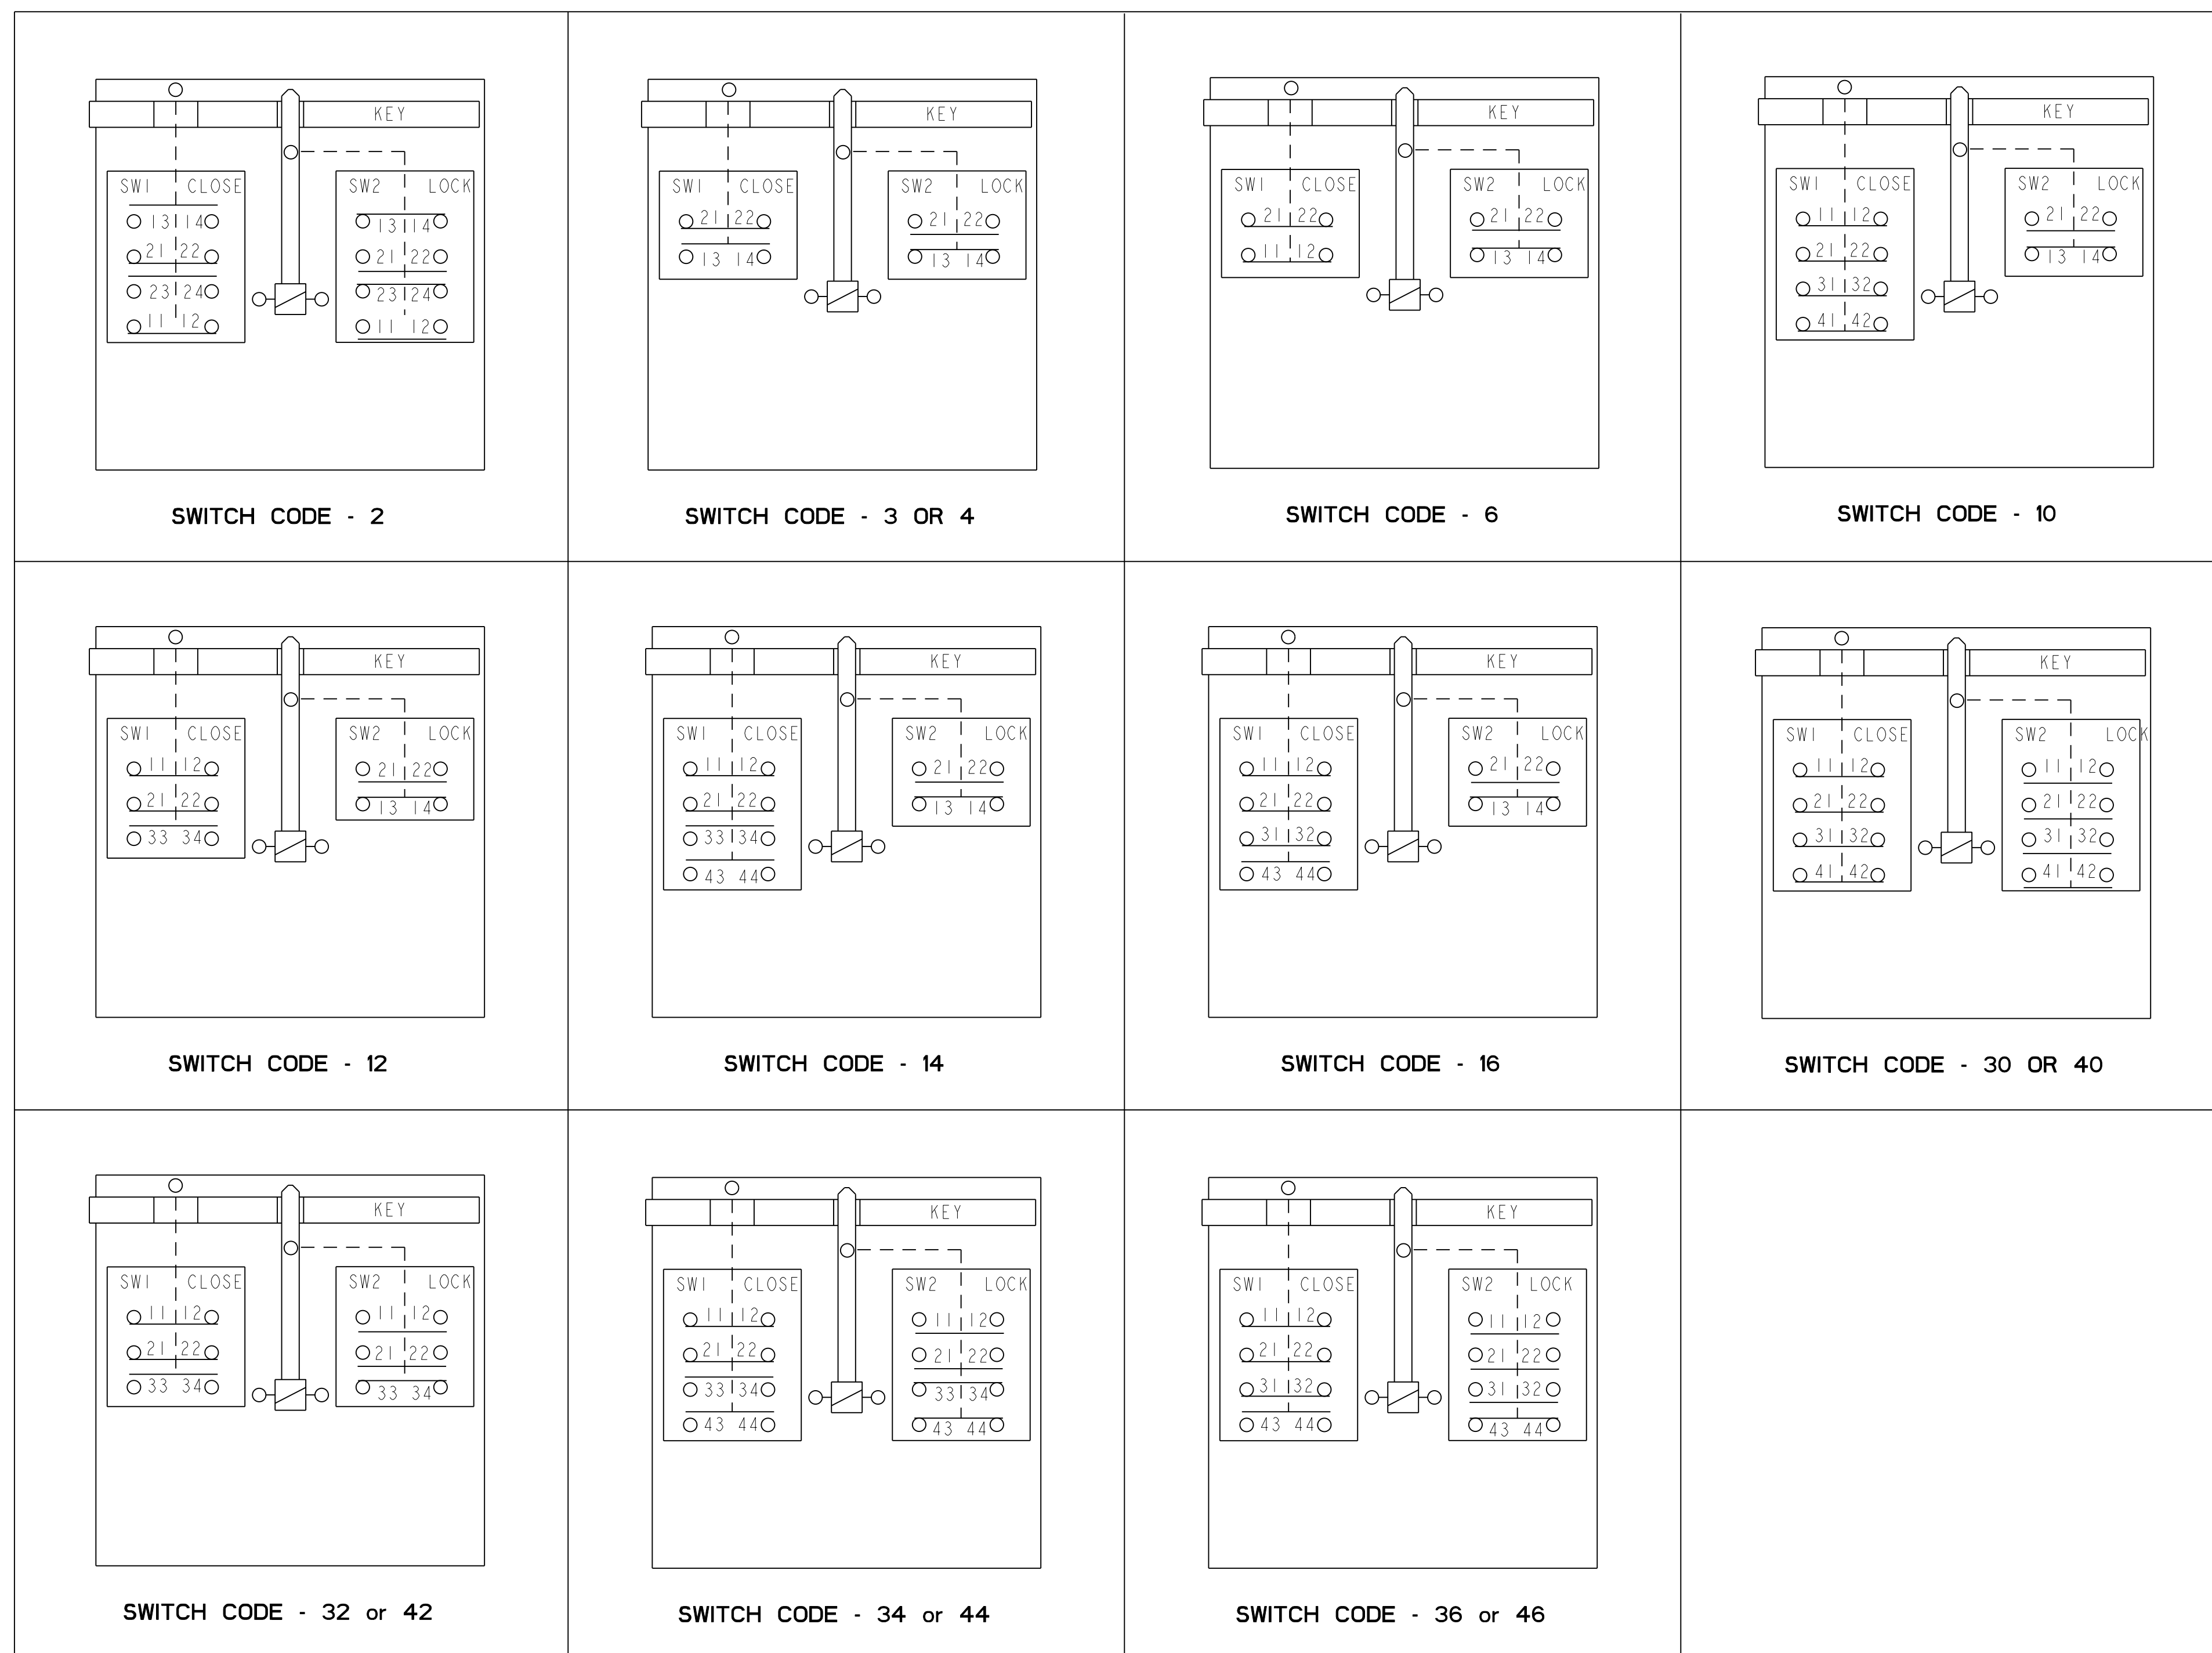 KEY
SW1 CLOSE
13 14
21 22
23 24
11 12
SW2 LOCK
13 14
21 22
23 24
11 12
SWITCH CODE - 2
KEY
SW1 CLOSE
21 22
13 14
SW2 LOCK
21 22
13 14
SWITCH CODE - 3 OR 4
KEY
SW1 CLOSE
21 22
11 12
SW2 LOCK
21 22
13 14
SWITCH CODE - 6
KEY
SW1 CLOSE
11 12
21 22
31 32
41 42
SW2 LOCK
21 22
13 14
SWITCH CODE - 10
KEY
SW1 CLOSE
11 12
21 22
33 34
SW2 LOCK
21 22
13 14
SWITCH CODE - 12
KEY
SW1 CLOSE
11 12
21 22
33 34
43 44
SW2 LOCK
21 22
13 14
SWITCH CODE - 14
KEY
SW1 CLOSE
11 12
21 22
31 32
43 44
SW2 LOCK
21 22
13 14
SWITCH CODE - 16
KEY
SW1 CLOSE
11 12
21 22
31 32
41 42
SW2 LOCK
11 12
21 22
31 32
41 42
SWITCH CODE - 30 OR 40
KEY
SW1 CLOSE
11 12
21 22
33 34
SW2 LOCK
11 12
21 22
33 34
SWITCH CODE - 32 or 42
KEY
SW1 CLOSE
11 12
21 22
33 34
43 44
SW2 LOCK
11 12
21 22
33 34
43 44
SWITCH CODE - 34 or 44
KEY
SW1 CLOSE
11 12
21 22
31 32
43 44
SW2 LOCK
11 12
21 22
31 32
43 44
SWITCH CODE - 36 or 46